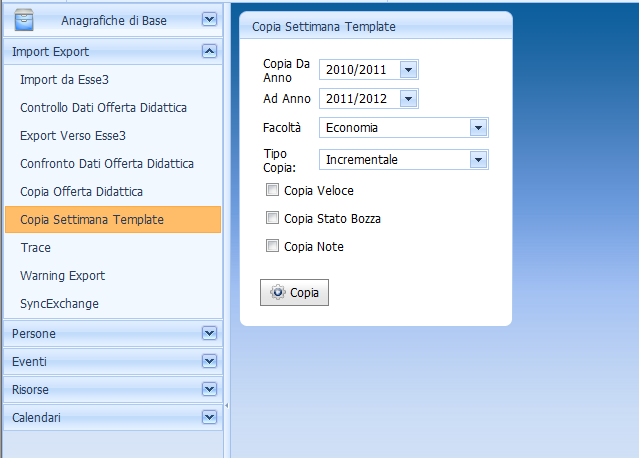 Anagrafiche di Base
Import Export
Import da Esse3
Controllo Dati Offerta Didattica
Export Verso Esse3
Confronto Dati Offerta Didattica
Copia Offerta Didattica
Copia Settimana Template
Trace
Warning Export
SyncExchange
Persone
Eventi
Risorse
Calendari
Copia Settimana Template
Copia Da
Anno
2010/2011
Ad Anno
2011/2012
Facoltà
Economia
Tipo
Copia:
Incrementale
Copia Veloce
Copia Stato Bozza
Copia Note
Copia